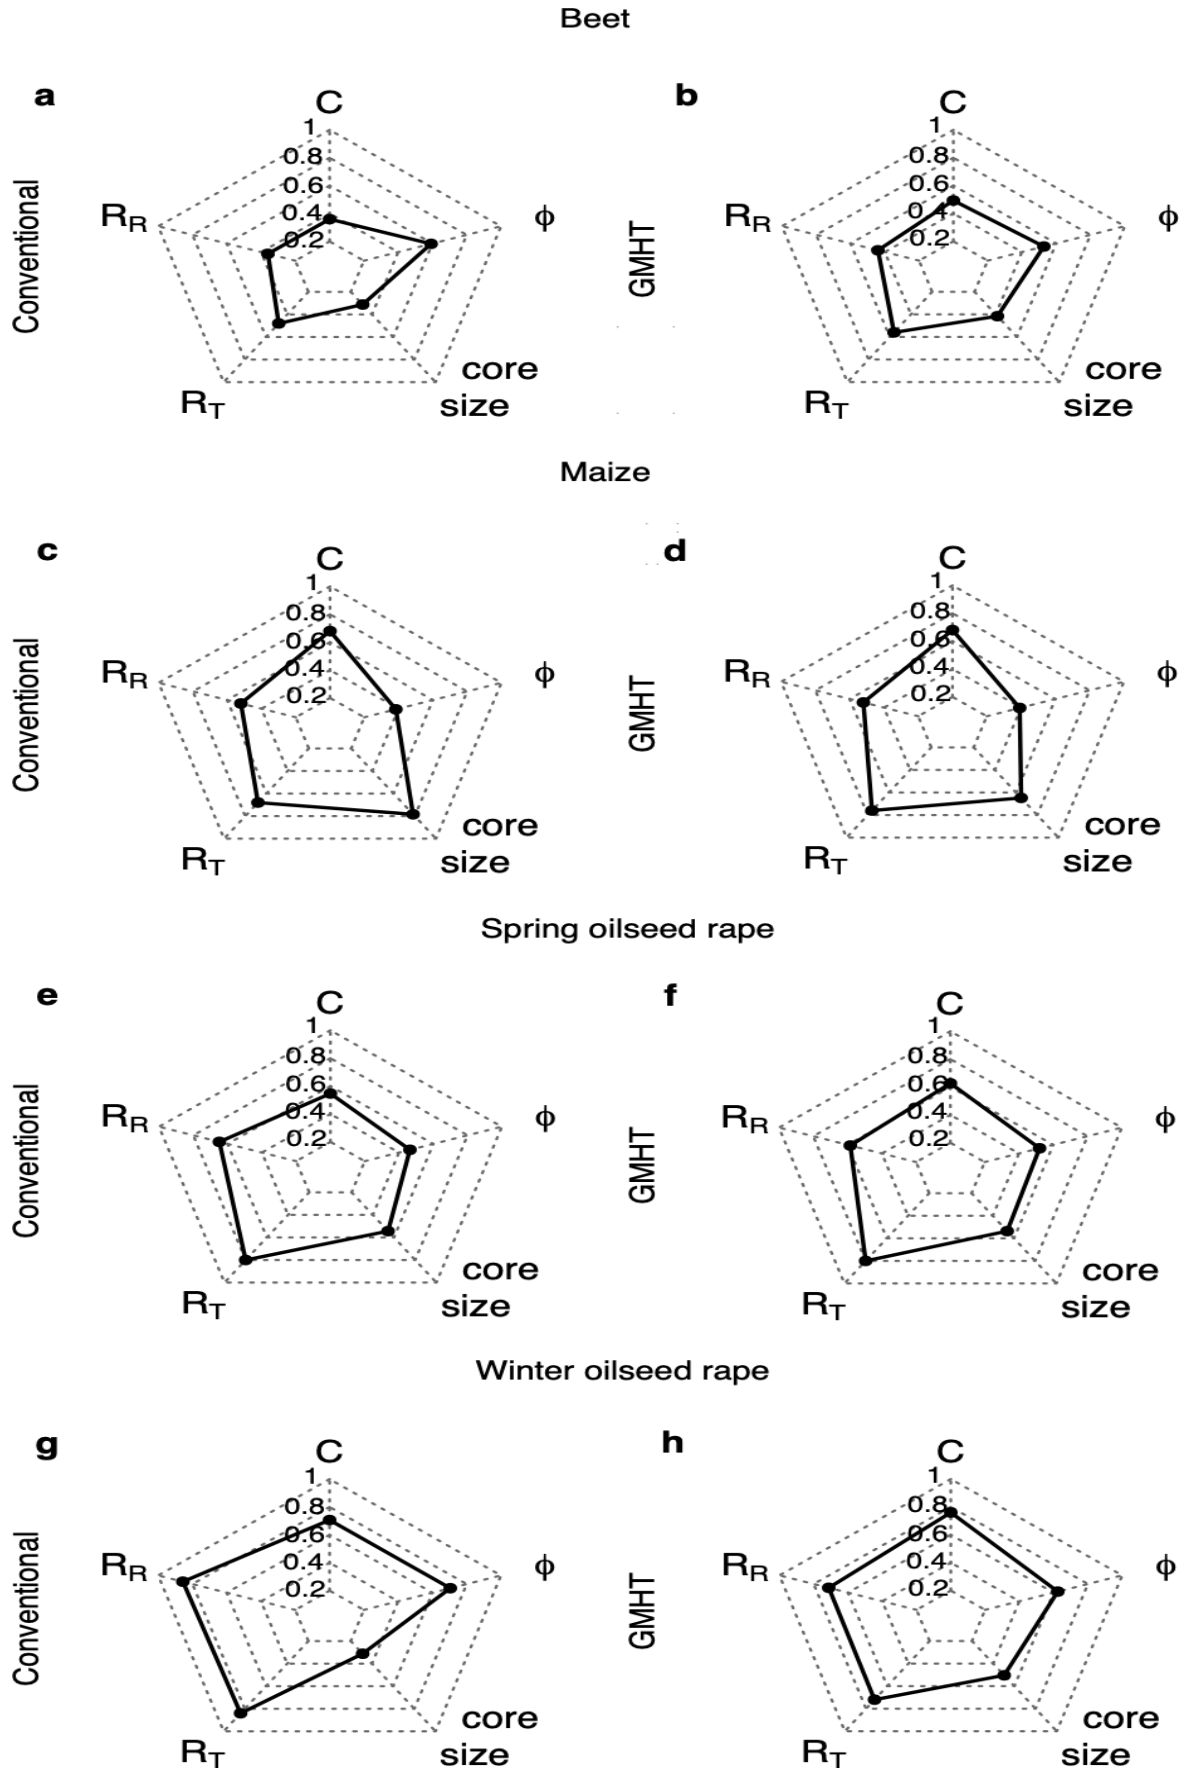 Beet
a
b
C
C
1
1
0.8
0.8
0.6
0.6
0.4
0.4
0.2
0.2
RR
ϕ
RR
ϕ
Conventional
GMHT
core
size
core
size
RT
RT
Maize
c
d
C
C
1
1
0.8
0.8
0.6
0.6
0.4
0.4
0.2
0.2
RR
ϕ
RR
ϕ
Conventional
GMHT
core
size
core
size
RT
RT
Spring oilseed rape
e
f
C
C
1
1
0.8
0.8
0.6
0.6
0.4
0.4
0.2
0.2
RR
ϕ
RR
ϕ
Conventional
GMHT
core
size
core
size
RT
RT
Winter oilseed rape
g
h
C
C
1
1
0.8
0.8
0.6
0.6
0.4
0.4
0.2
0.2
RR
ϕ
RR
ϕ
Conventional
GMHT
core
size
core
size
RT
RT